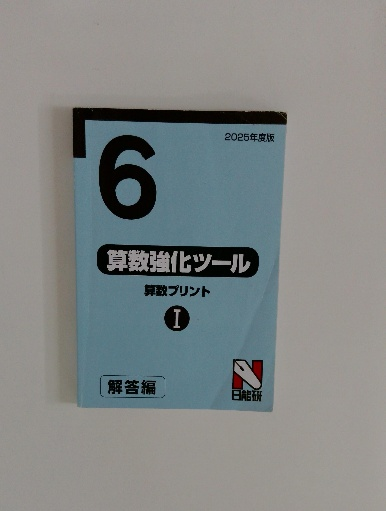 2025年度版
6
算数強化ツール
算数プリント
I
N
日能研
解答編